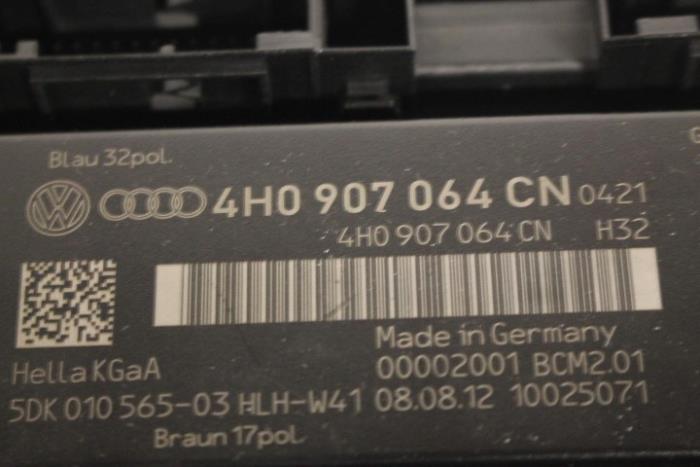 Blau 32pol.
4H0 907 064 CN 0421
4H0 907 064 CN H32
Made in Germany
Hella KGaA 00002001 BCM2.01
5DK 010 565-03 HLH-W41 08.08.12 10025071
Braun 17pol.